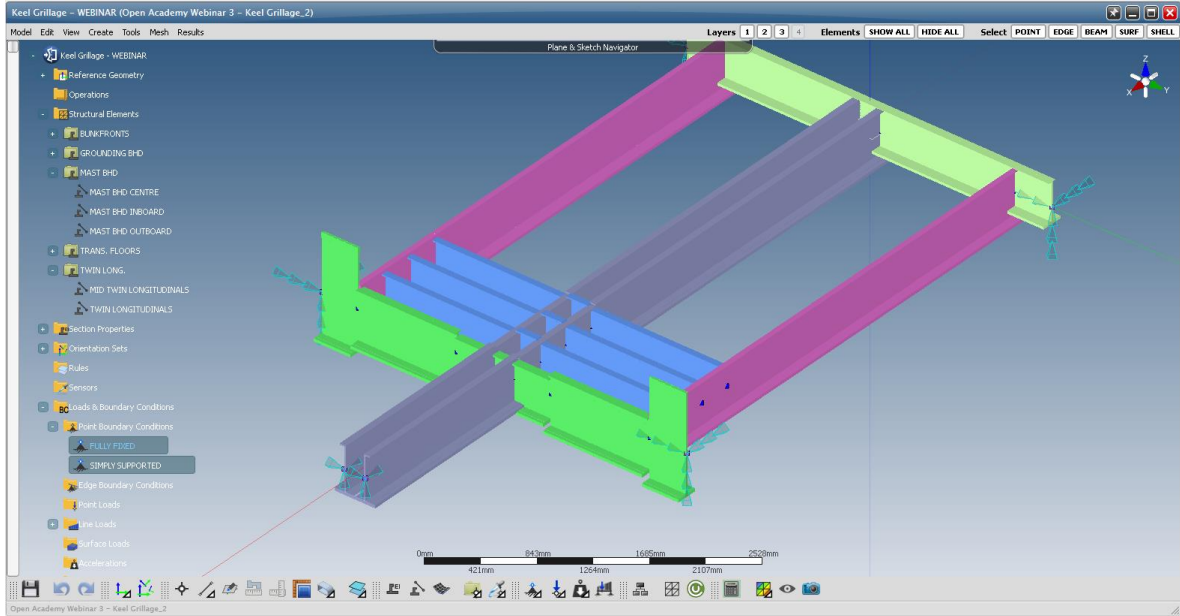 Keel Grillage - WEBINAR (Open Academy Webinar 3 - Keel Grillage_2)
Model Edit View Create Tools Mesh Results Layers 1 2 3 4 Elements SHOW ALL HIDE ALL Select POINT EDGE BEAM SURF SHELL
Plane & Sketch Navigator
Keel Grillage - WEBINAR
Reference Geometry
Operations
Structural Elements
BUNKFRONTS
GROUNDING BHD
MAST BHD
MAST BHD CENTRE
MAST BHD INBOARD
MAST BHD OUTBOARD
TRANS. FLOORS
TWIN LONG.
MID TWIN LONGITUDINALS
TWIN LONGITUDINALS
Section Properties
Orientation Sets
Rules
Sensors
BC Loads & Boundary Conditions
Point Boundary Conditions
FULLY FIXED
SIMPLY SUPPORTED
Edge Boundary Conditions
Point Loads
Line Loads
Surface Loads
Accelerations
Z
X Y
0mm 843mm 1685mm 2528mm
421mm 1264mm 2107mm
Open Academy Webinar 3 - Keel Grillage_2